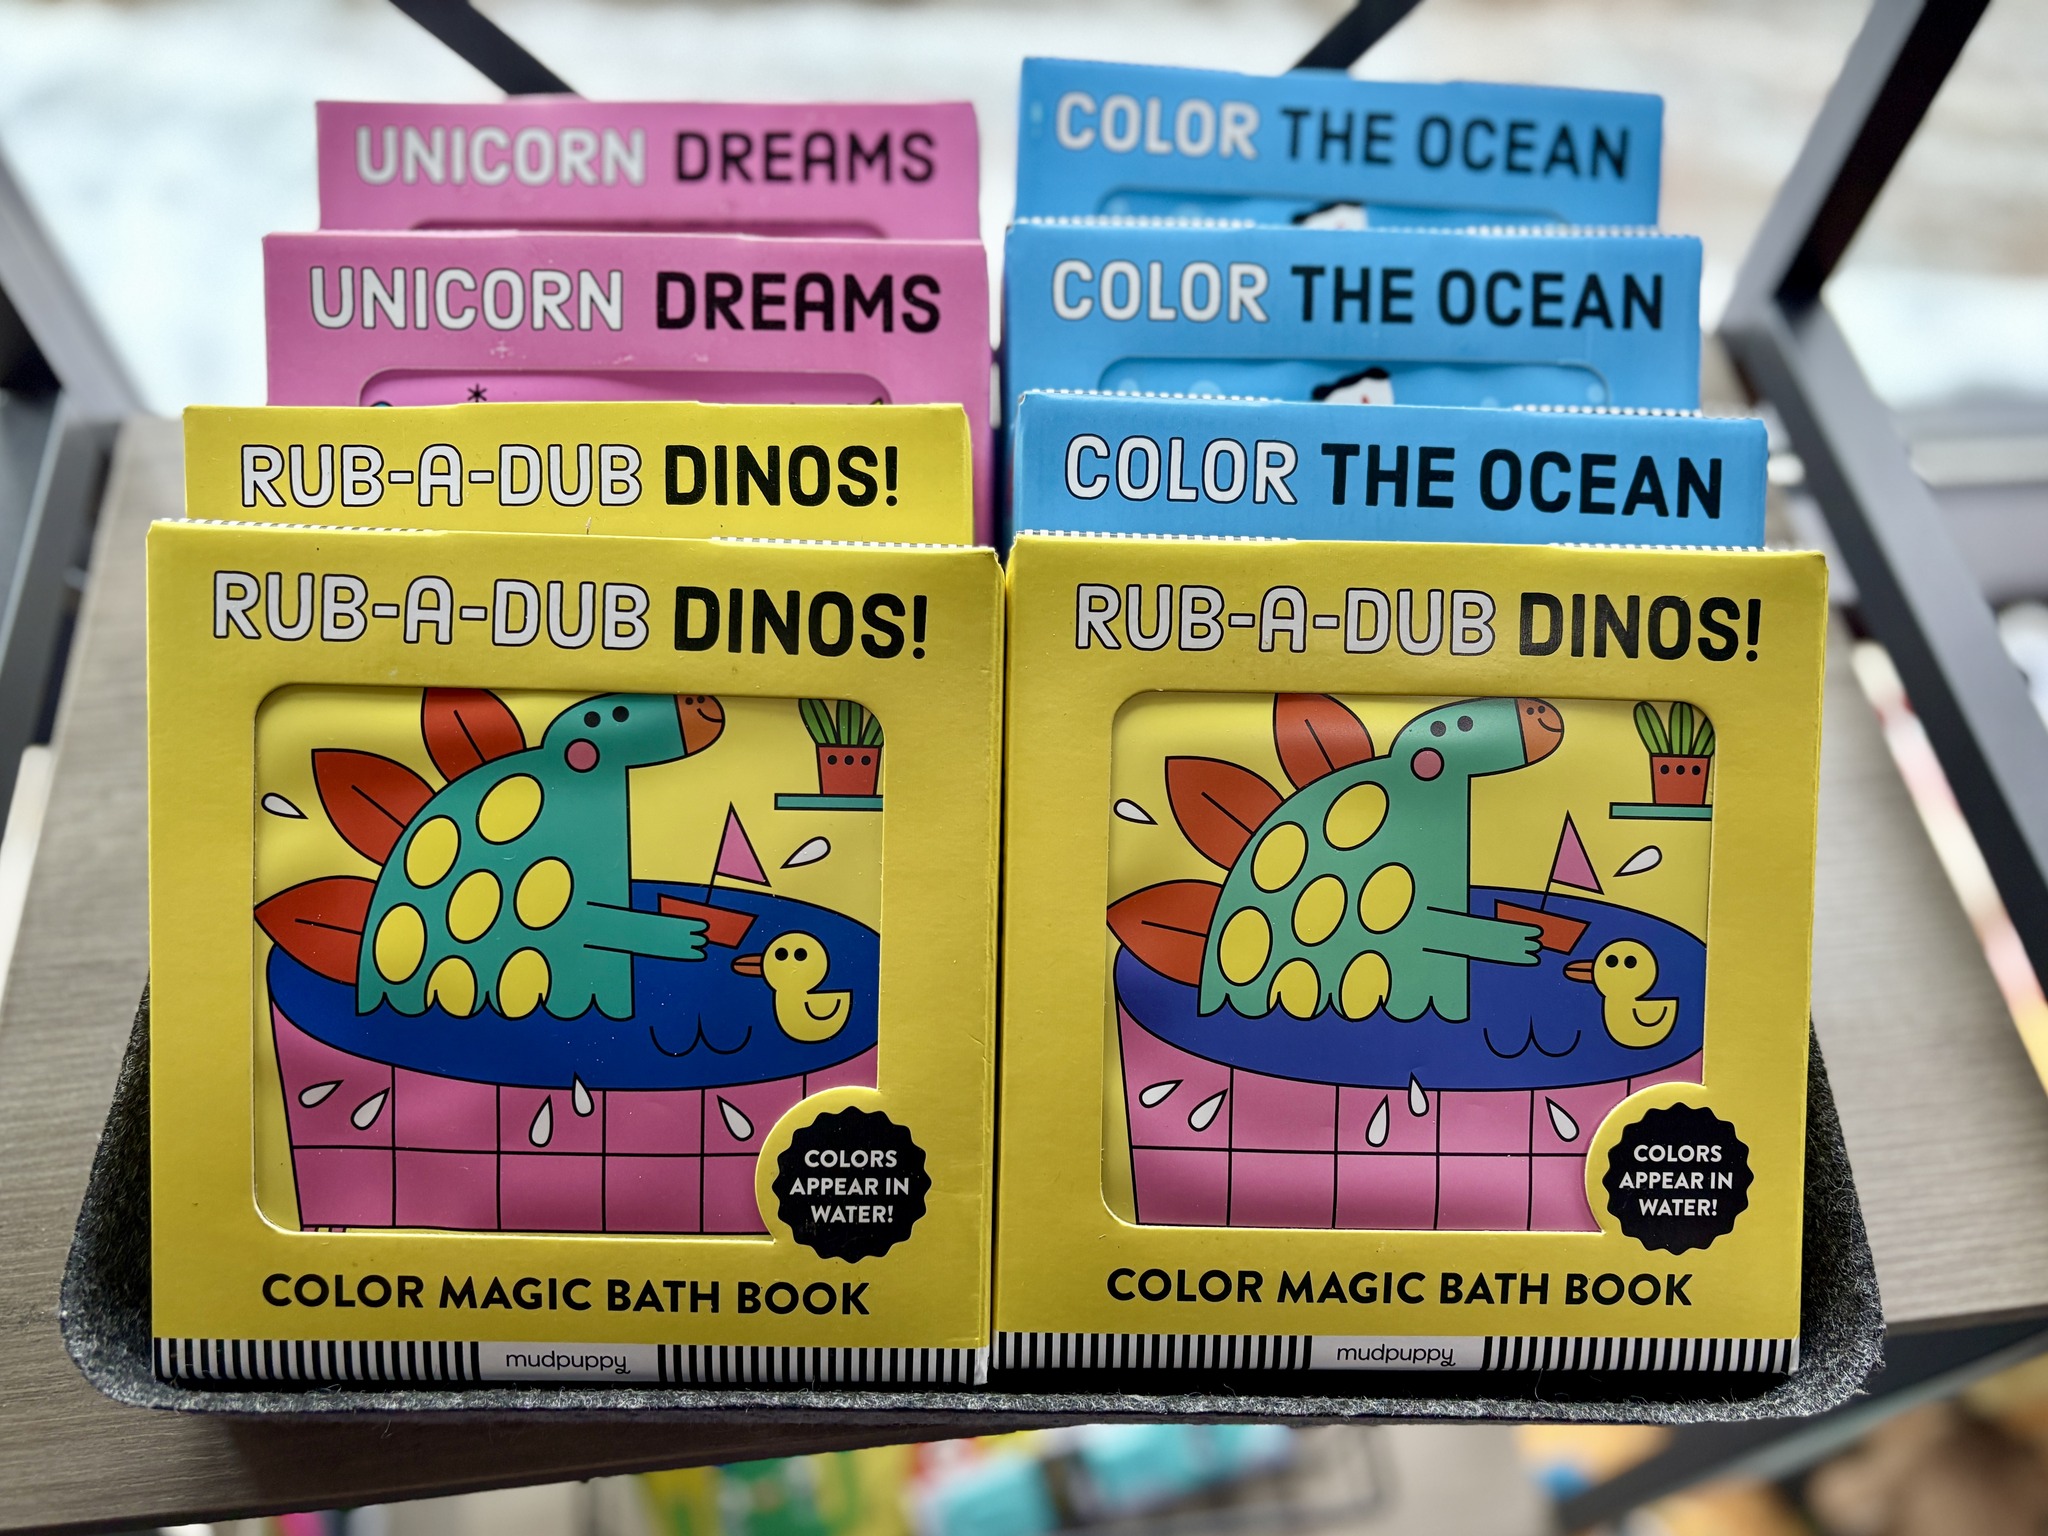 UNICORN DREAMS
UNICORN DREAMS
RUB-A-DUB DINOS!
RUB-A-DUB DINOS!
COLORS
APPEAR IN
WATER!
COLOR MAGIC BATH BOOK
mudpuppy
COLOR THE OCEAN
COLOR THE OCEAN
COLOR THE OCEAN
RUB-A-DUB DINOS!
COLORS
APPEAR IN
WATER!
COLOR MAGIC BATH BOOK
mudpuppy